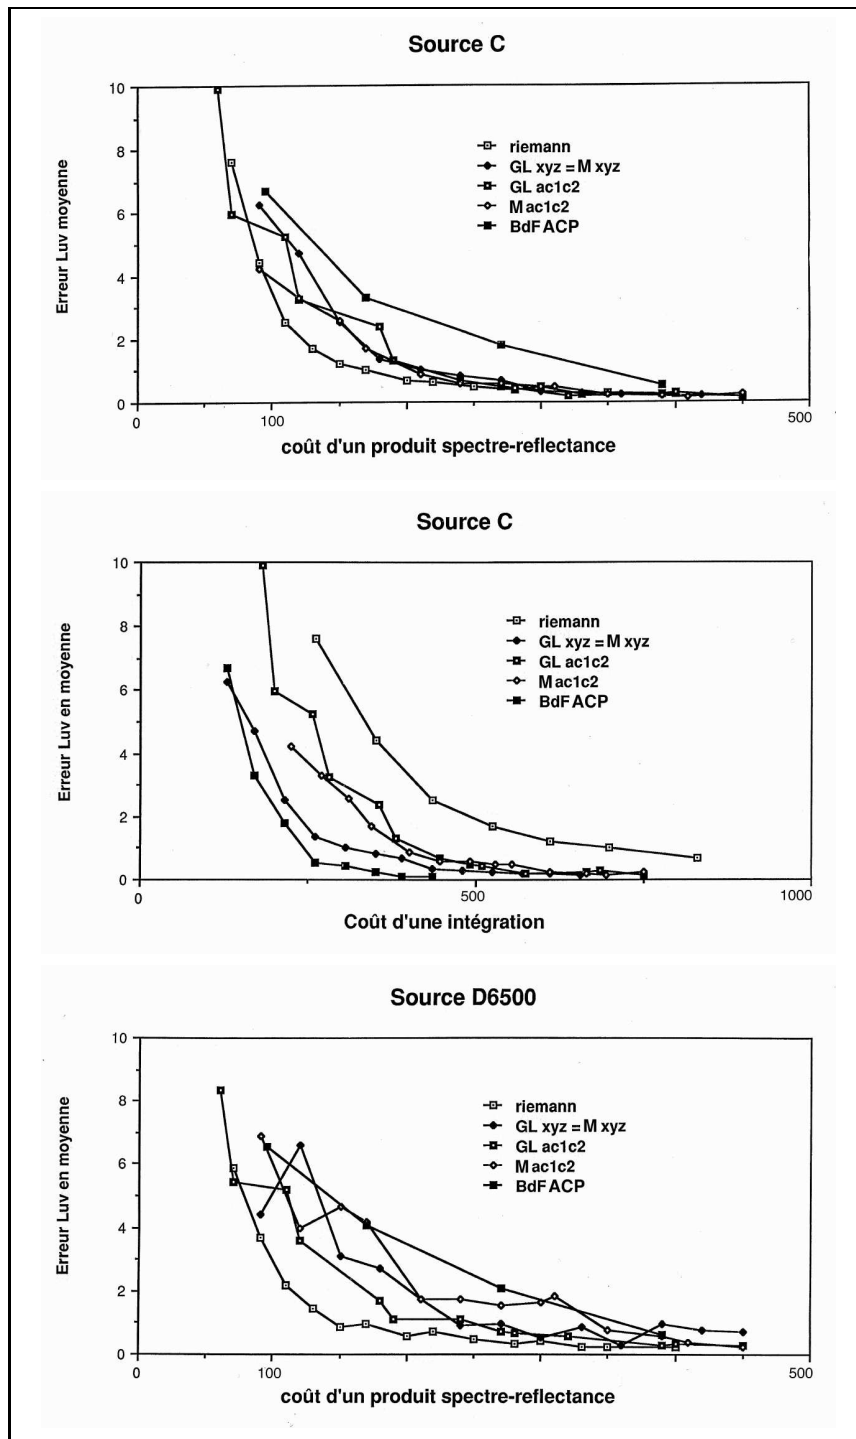 Source C
Erreur Luv moyenne
10
8
6
4
2
0
riemann
GL xyz = M xyz
GL ac1c2
M ac1c2
BdF ACP
0 100 500
coût d'un produit spectre-reflectance
Source C
Erreur Luv en moyenne
10
8
6
4
2
0
riemann
GL xyz = M xyz
GL ac1c2
M ac1c2
BdF ACP
0 500 1000
Coût d'une intégration
Source D6500
Erreur Luv en moyenne
10
8
6
4
2
0
riemann
GL xyz = M xyz
GL ac1c2
M ac1c2
BdF ACP
0 100 500
coût d'un produit spectre-reflectance